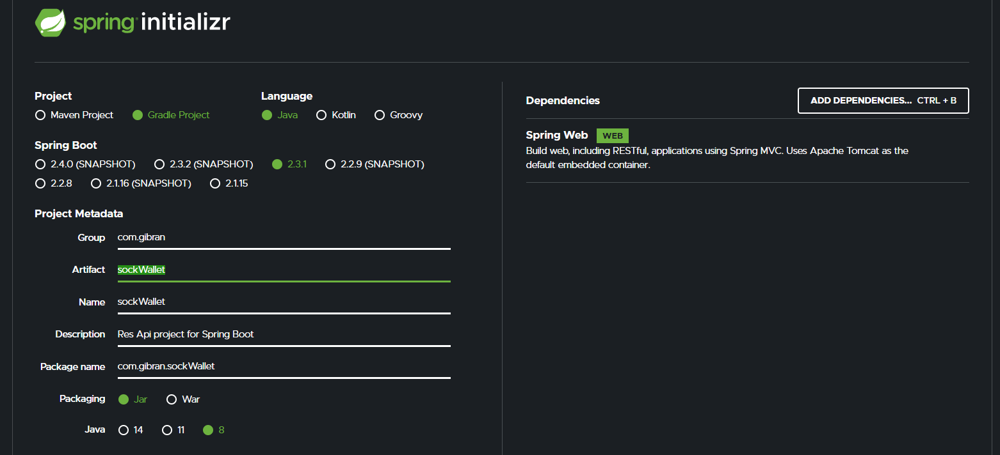 spring initializr
Project
Maven Project Gradle Project
Language
Java Kotlin Groovy
Spring Boot
2.4.0 (SNAPSHOT) 2.3.2 (SNAPSHOT) 2.3.1 2.2.9 (SNAPSHOT)
2.2.8 2.1.16 (SNAPSHOT) 2.1.15
Project Metadata
Group com.gibran
Artifact sockWallet
Name sockWallet
Description Res Api project for Spring Boot
Package name com.gibran.sockWallet
Packaging Jar War
Java 14 11 8
Dependencies
ADD DEPENDENCIES... CTRL + B
Spring Web WEB
Build web, including RESTful, applications using Spring MVC. Uses Apache Tomcat as the
default embedded container.